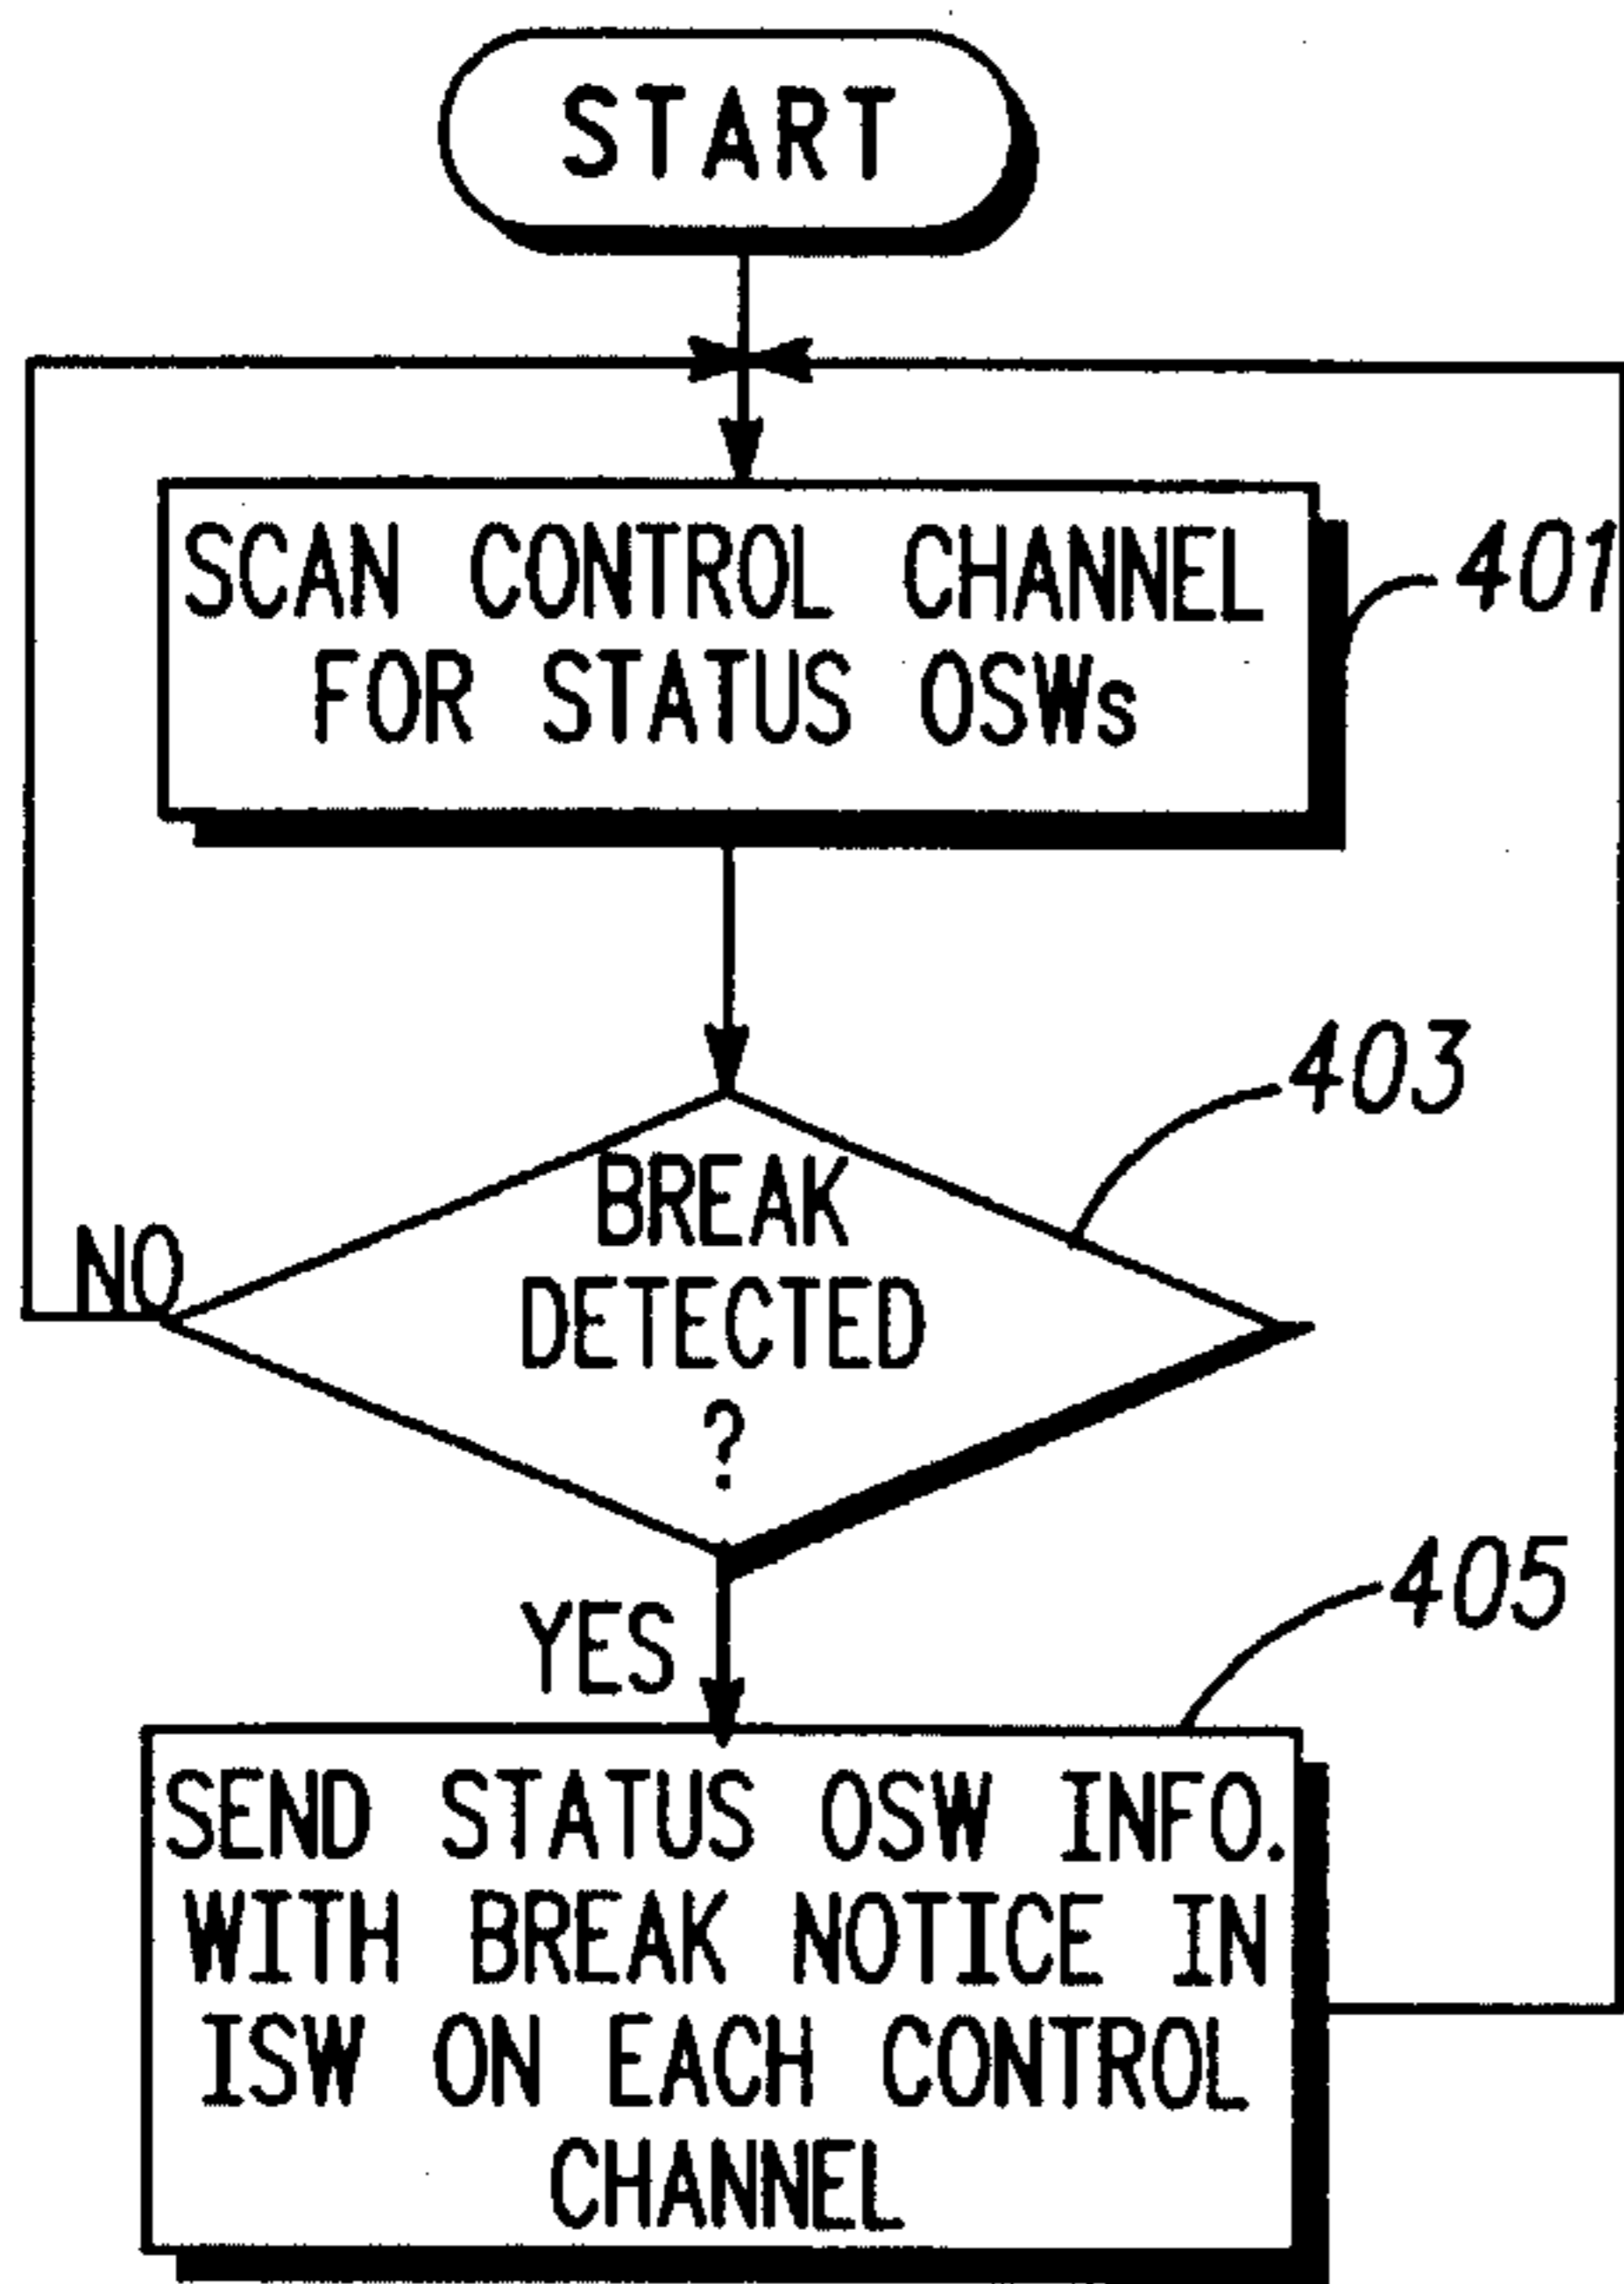 START
SCAN CONTROL CHANNEL
FOR STATUS OSWs
401
BREAK
DETECTED
?
403
NO
YES
405
SEND STATUS OSW INFO.
WITH BREAK NOTICE IN
ISW ON EACH CONTROL
CHANNEL